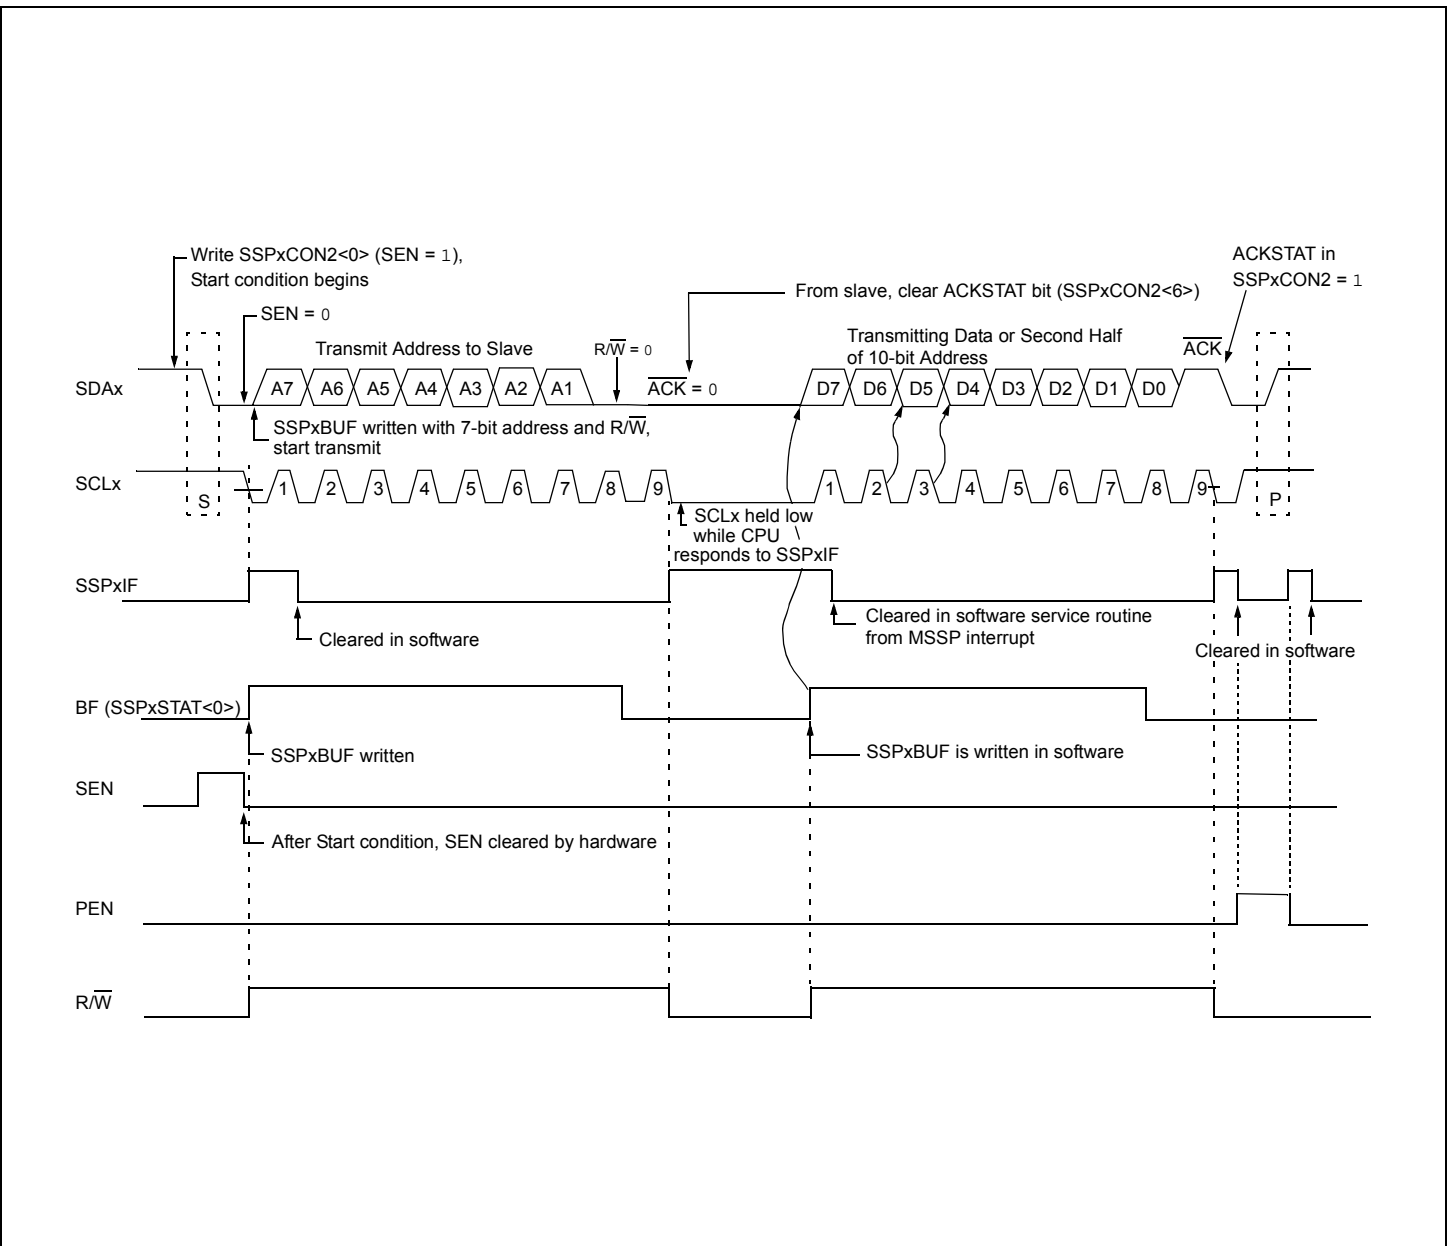 Write SSPxCON2<0> (SEN = 1),
Start condition begins
ACKSTAT in
SSPxCON2 = 1
From slave, clear ACKSTAT bit (SSPxCON2<6>)
SEN = 0
Transmit Address to Slave
R/W̅ = 0
Transmitting Data or Second Half
of 10-bit Address
A̅C̅K̅
SDAx
A7 A6 A5 A4 A3 A2 A1
A̅C̅K̅ = 0
D7 D6 D5 D4 D3 D2 D1 D0
SSPxBUF written with 7-bit address and R/W̅,
start transmit
SCLx
S
1 2 3 4 5 6 7 8 9
1 2 3 4 5 6 7 8 9
P
SCLx held low
while CPU
responds to SSPxIF
SSPxIF
Cleared in software
Cleared in software service routine
from MSSP interrupt
Cleared in software
BF (SSPxSTAT<0>)
SSPxBUF written
SSPxBUF is written in software
SEN
After Start condition, SEN cleared by hardware
PEN
R/W̅